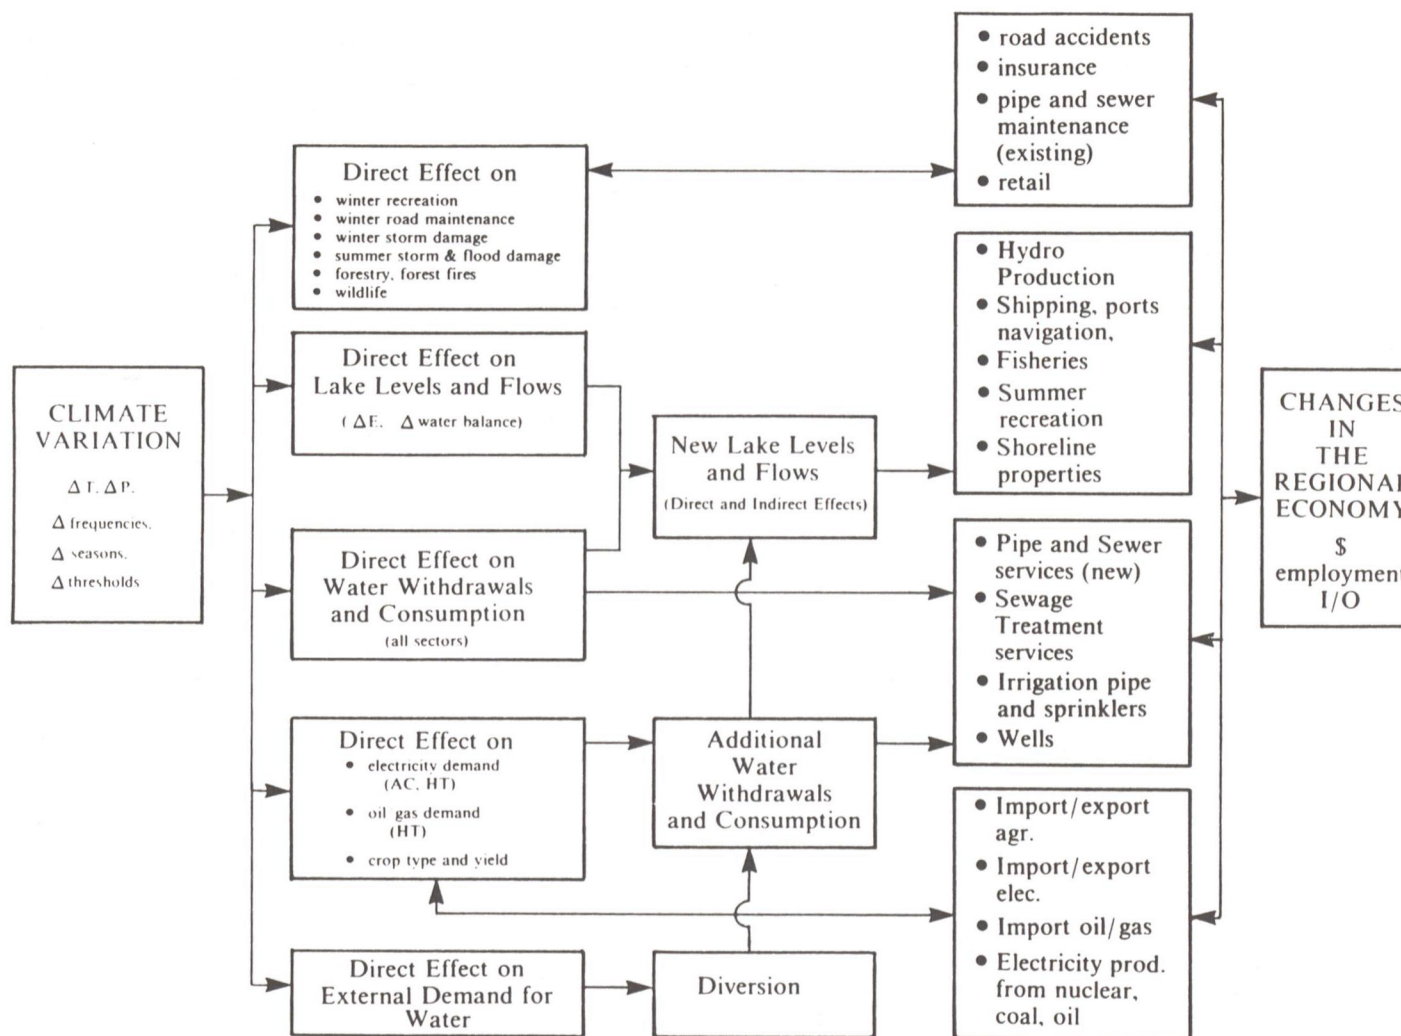 CLIMATE
VARIATION
Δ T. Δ P.
Δ frequencies.
Δ seasons.
Δ thresholds
Direct Effect on
• winter recreation
• winter road maintenance
• winter storm damage
• summer storm & flood damage
• forestry, forest fires
• wildlife
Direct Effect on
Lake Levels and Flows
( Δ E. Δ water balance)
Direct Effect on
Water Withdrawals
and Consumption
(all sectors)
Direct Effect on
• electricity demand
(AC, HT)
• oil gas demand
(HT)
• crop type and yield
Direct Effect on
External Demand for
Water
New Lake Levels
and Flows
(Direct and Indirect Effects)
Additional
Water
Withdrawals
and Consumption
Diversion
• road accidents
• insurance
• pipe and sewer
maintenance
(existing)
• retail
• Hydro
Production
• Shipping, ports
navigation,
• Fisheries
• Summer
recreation
• Shoreline
properties
• Pipe and Sewer
services (new)
• Sewage
Treatment
services
• Irrigation pipe
and sprinklers
• Wells
• Import/export
agr.
• Import/export
elec.
• Import oil/gas
• Electricity prod.
from nuclear,
coal, oil
CHANGES
IN
THE
REGIONAL
ECONOMY
$
employment
I/O